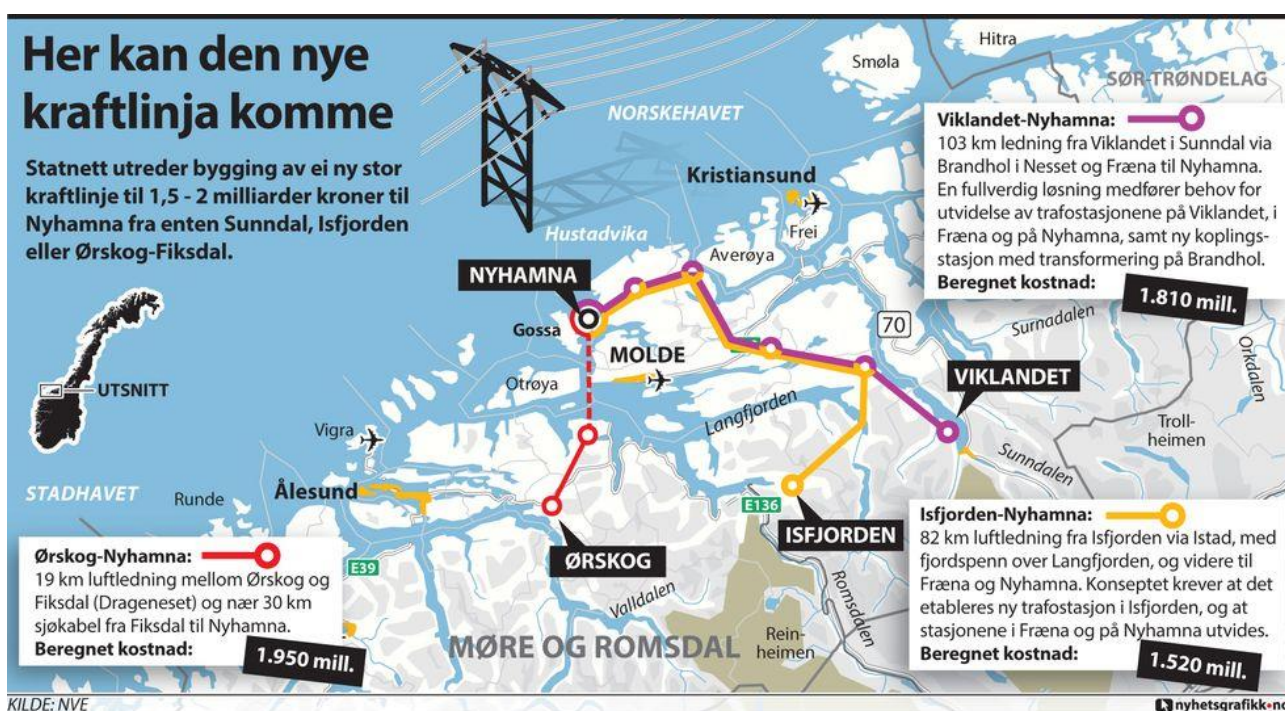 Her kan den nye
kraftlinja komme
Statnett utreder bygging av ei ny stor
kraftlinje til 1,5 - 2 milliarder kroner til
Nyhamna fra enten Sunndal, Isfjorden
eller Ørskog-Fiksdal.
Hitra
Smøla
SØR-TRØNDELAG
NORSKEHAVET
Viklandet-Nyhamna:
103 km ledning fra Viklandet i Sunndal via
Brandhol i Nesset og Fræna til Nyhamna.
En fullverdig løsning medfører behov for
utvidelse av trafostasjonene på Viklandet, i
Fræna og på Nyhamna, samt ny koplings-
stasjon med transformering på Brandhol.
Beregnet kostnad:
1.810 mill.
Kristiansund
Frei
Hustadvika
Averøya
NYHAMNA
Gossa
70
Surnadalen
Orkdalen
MOLDE
Otrøya
VIKLANDET
UTSNITT
Langfjorden
Troll-
heimen
Vigra
Sunndalen
STADHAVET
Runde
Ålesund
E136
ISFJORDEN
ØRSKOG
Isfjorden-Nyhamna:
82 km luftledning fra Isfjorden via Istad, med
fjordspenn over Langfjorden, og videre til
Fræna og Nyhamna. Konseptet krever at det
etableres ny trafostasjon i Isfjorden, og at
stasjonene i Fræna og på Nyhamna utvides.
Beregnet kostnad:
1.520 mill.
Ørskog-Nyhamna:
19 km luftledning mellom Ørskog og
Fiksdal (Drageneset) og nær 30 km
sjøkabel fra Fiksdal til Nyhamna.
Beregnet kostnad:
1.950 mill.
E39
Valldalen
Romsdalen
MØRE OG ROMSDAL
Rein-
heimen
KILDE: NVE
nyhetsgrafikk•no